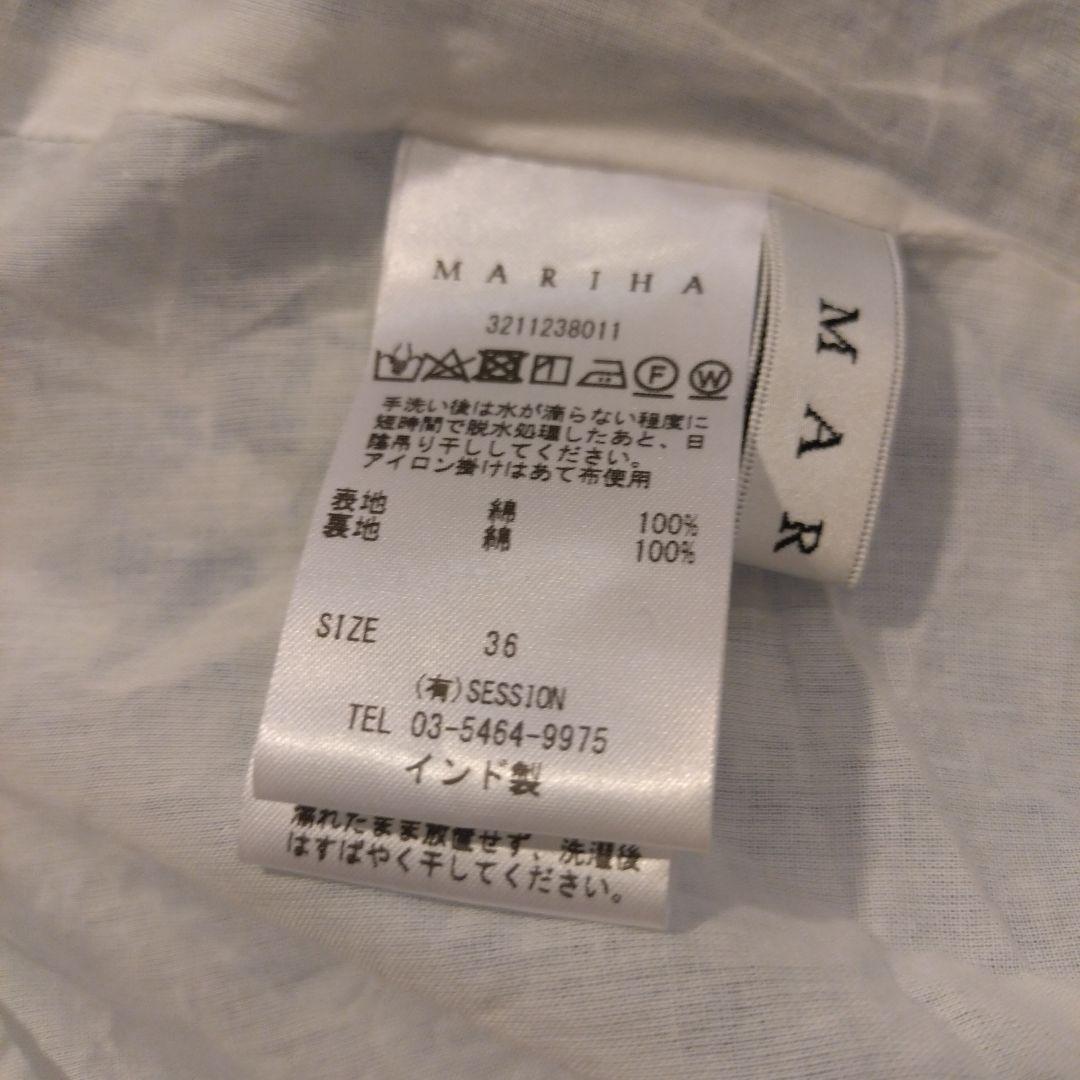 MARIHA
3211238011
F W
手洗い後は水が滴らない程度に
短時間で脱水処理したあと、日
陰吊り干ししてください。
アイロン掛けはあて布使用
表地 綿 100%
裏地 綿 100%
SIZE 36
(有)SESSION
TEL 03-5464-9975
インド製
濡れたまま放置せず、洗濯後
はすばやく干してください。
MAR